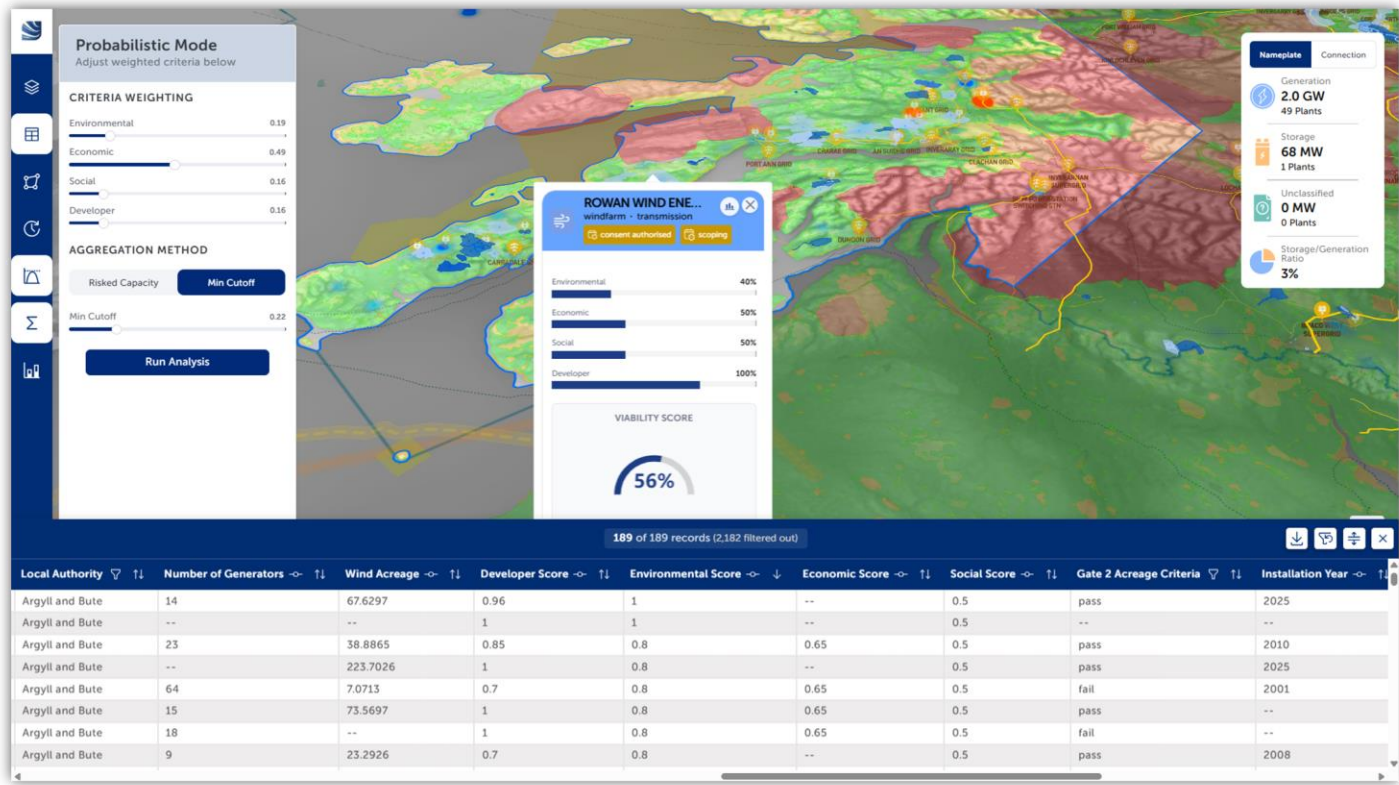 Probabilistic Mode
Adjust weighted criteria below
CRITERIA WEIGHTING
Environmental 0.19
Economic 0.49
Social 0.16
Developer 0.16
AGGREGATION METHOD
Risked Capacity Min Cutoff
Min Cutoff 0.22
Run Analysis
PORT ANN GRID
CLACHAN GRID
DUNOON GRID
ROWAN WIND ENE...
windfarm - transmission
consent authorised scoping
Environmental 40%
Economic 50%
Social 50%
Developer 100%
VIABILITY SCORE
56%
Nameplate Connection
Generation
2.0 GW
49 Plants
Storage
68 MW
1 Plants
Unclassified
0 MW
0 Plants
Storage/Generation
Ratio
3%
189 of 189 records (2,182 filtered out)
Local Authority Number of Generators Wind Acreage Developer Score Environmental Score Economic Score Social Score Gate 2 Acreage Criteria Installation Year
Argyll and Bute 14 67.6297 0.96 1 -- 0.5 pass 2025
Argyll and Bute -- -- 1 1 -- 0.5 -- --
Argyll and Bute 23 38.8865 0.85 0.8 0.65 0.5 pass 2010
Argyll and Bute -- 223.7026 1 0.8 -- 0.5 pass 2025
Argyll and Bute 64 7.0713 0.7 0.8 0.65 0.5 fail 2001
Argyll and Bute 15 73.5697 1 0.8 0.65 0.5 pass --
Argyll and Bute 18 -- 1 0.8 0.65 0.5 fail --
Argyll and Bute 9 23.2926 0.7 0.8 -- 0.5 pass 2008